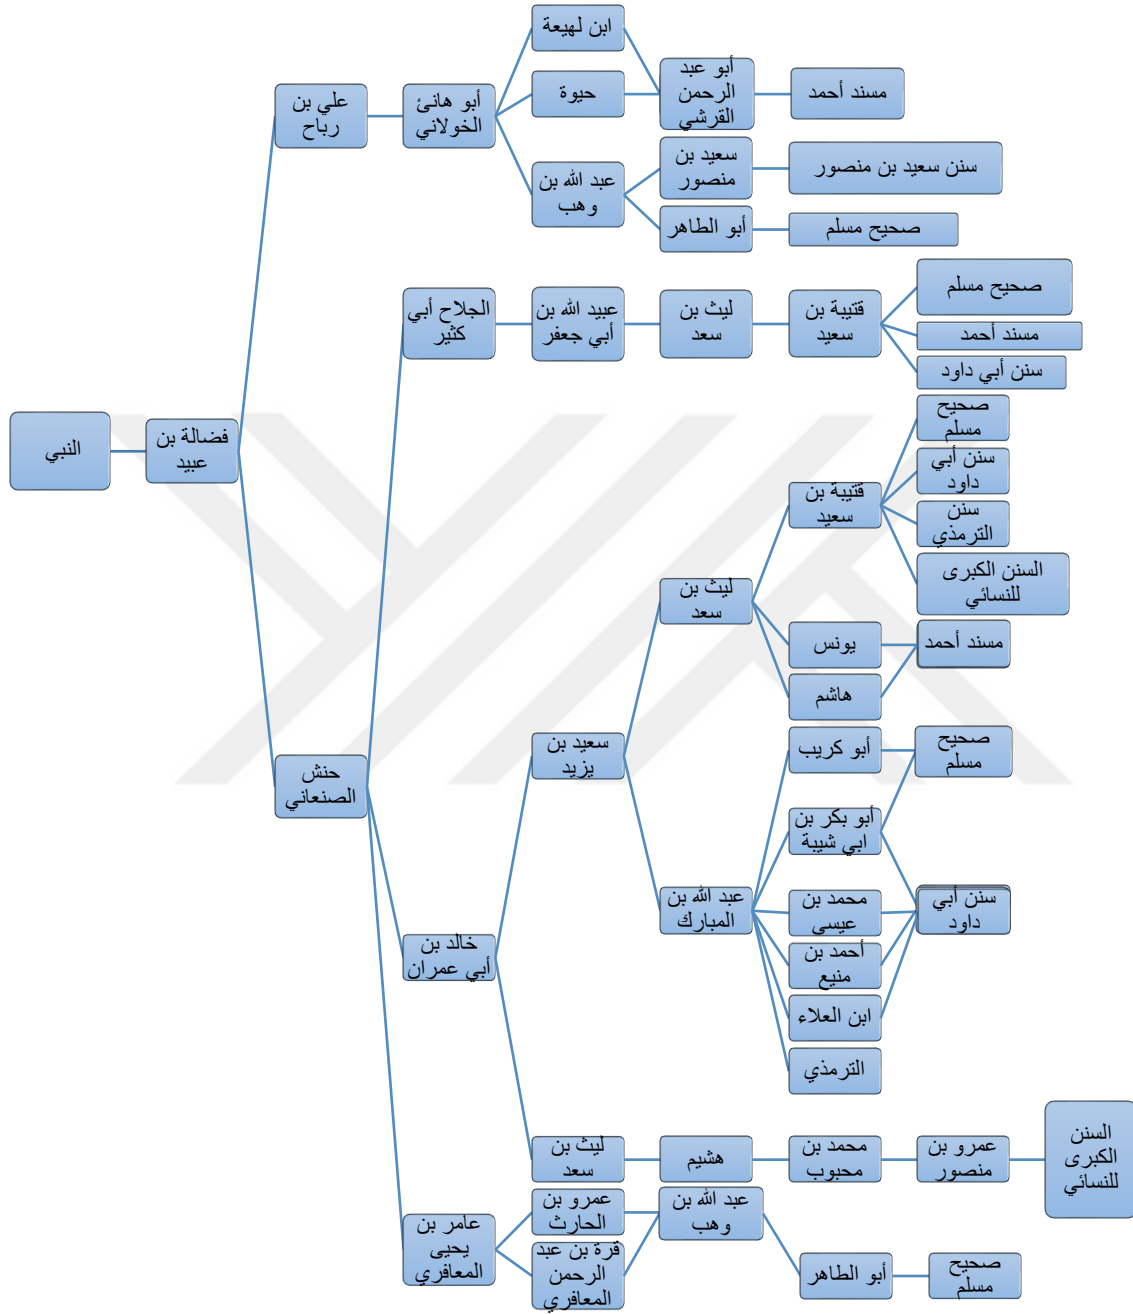 النبي
فضالة بن
عبيد
علي بن
رباح
أبو هانئ
الخولاني
ابن لهيعة
حيوة
أبو عبد
الرحمن
القرشي
مسند أحمد
عبد الله بن
وهب
سعيد بن
منصور
سنن سعيد بن منصور
أبو الطاهر
صحيح مسلم
حنش
الصنعاني
الجلاح أبي
كثير
عبيد الله بن
أبي جعفر
ليث بن
سعد
قتيبة بن
سعيد
صحيح مسلم
مسند أحمد
سنن أبي داود
خالد بن
أبي عمران
سعيد بن
يزيد
ليث بن
سعد
قتيبة بن
سعيد
صحيح
مسلم
سنن أبي
داود
سنن
الترمذي
السنن الكبرى
للنسائي
يونس
هاشم
مسند أحمد
عبد الله بن
المبارك
أبو كريب
صحيح
مسلم
أبو بكر بن
ابي شيبة
محمد بن
عيسى
أحمد بن
منيع
ابن العلاء
سنن أبي
داود
الترمذي
ليث بن
سعد
هشيم
محمد بن
محبوب
عمرو بن
منصور
السنن
الكبرى
للنسائي
عامر بن
يحيى
المعافري
عمرو بن
الحارث
قرة بن عبد
الرحمن
المعافري
عبد الله بن
وهب
أبو الطاهر
صحيح
مسلم